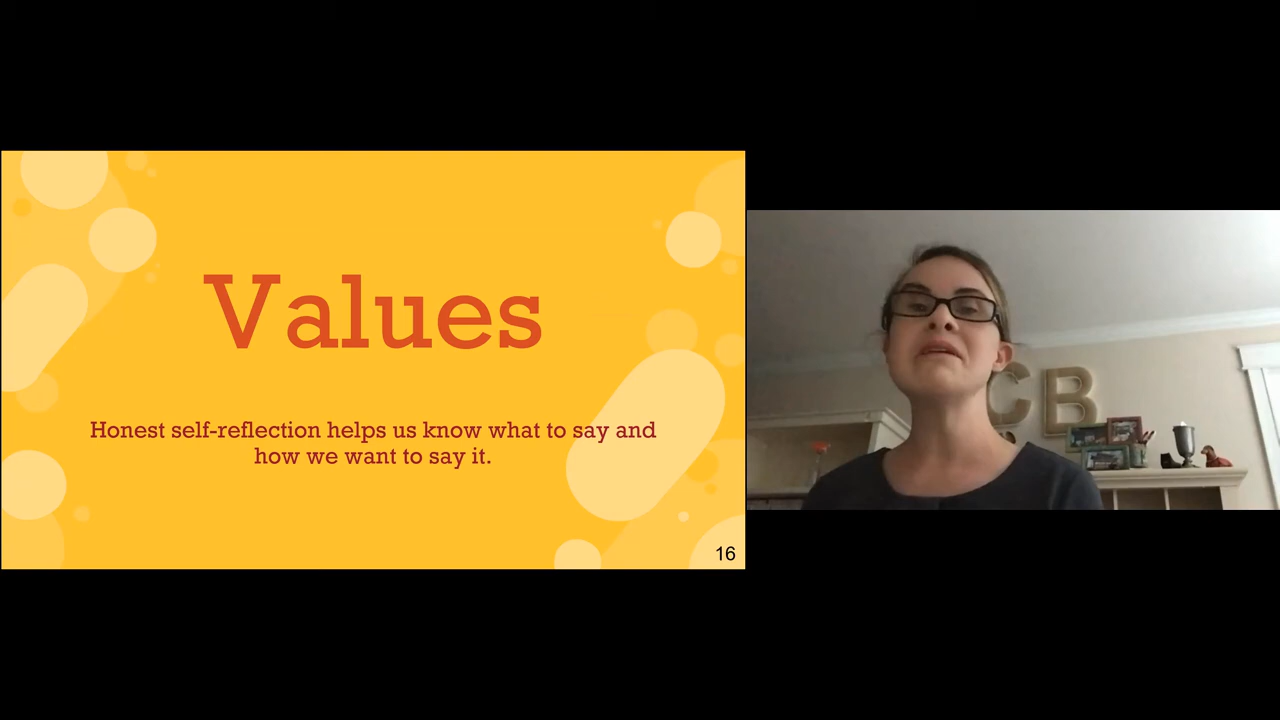 Values
Honest self-reflection helps us know what to say and
how we want to say it.
16
CB